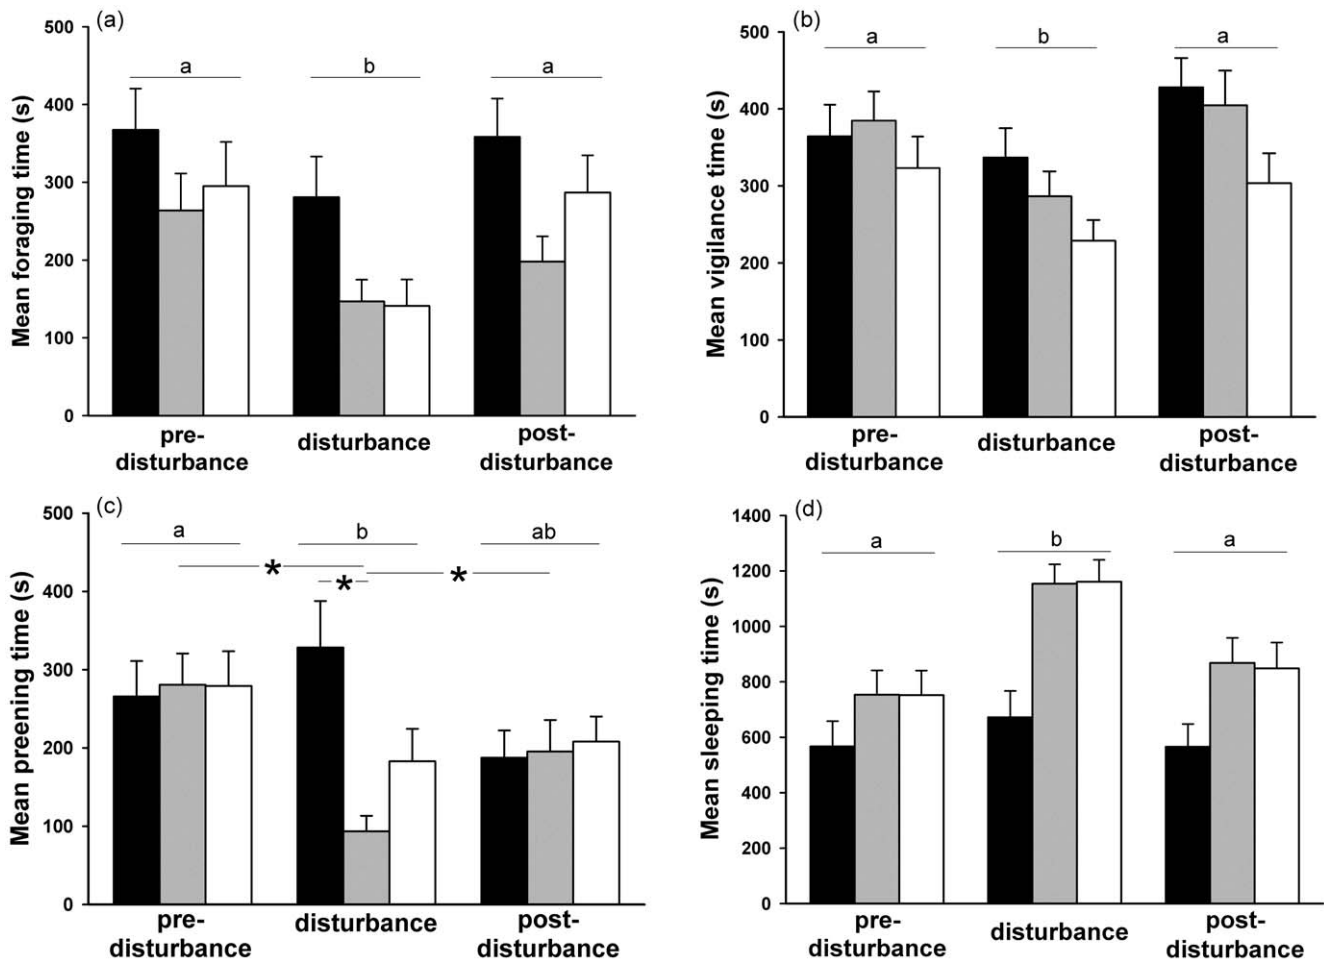 (a)
500
400
300
200
100
0
Mean foraging time (s)
a
b
a
pre-
disturbance
disturbance
post-
disturbance
(b)
500
400
300
200
100
0
Mean vigilance time (s)
a
b
a
pre-
disturbance
disturbance
post-
disturbance
(c)
500
400
300
200
100
0
Mean preening time (s)
a
b
ab
*
*
*
pre-
disturbance
disturbance
post-
disturbance
(d)
1400
1200
1000
800
600
400
200
0
Mean sleeping time (s)
a
b
a
pre-
disturbance
disturbance
post-
disturbance